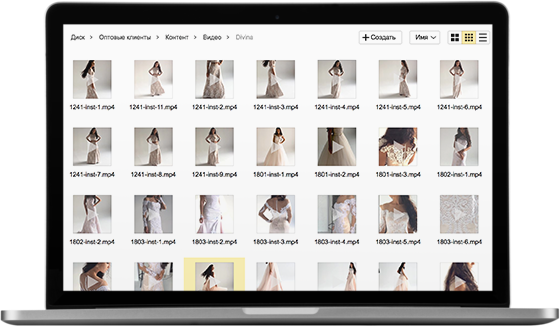 Диск > Оптовые клиенты > Контент > Видео > Divina
+ Создать
Имя
1241-inst-1.mp4 1241-inst-11.mp4 1241-inst-2.mp4 1241-inst-3.mp4 1241-inst-4.mp4 1241-inst-5.mp4 1241-inst-6.mp4
1241-inst-7.mp4 1241-inst-8.mp4 1241-inst-9.mp4 1801-inst-1.mp4 1801-inst-2.mp4 1801-inst-3.mp4 1802-inst-1.mp4
1802-inst-2.mp4 1803-inst-1.mp4 1803-inst-2.mp4 1803-inst-3.mp4 1803-inst-4.mp4 1803-inst-5.mp4 1803-inst-6.mp4